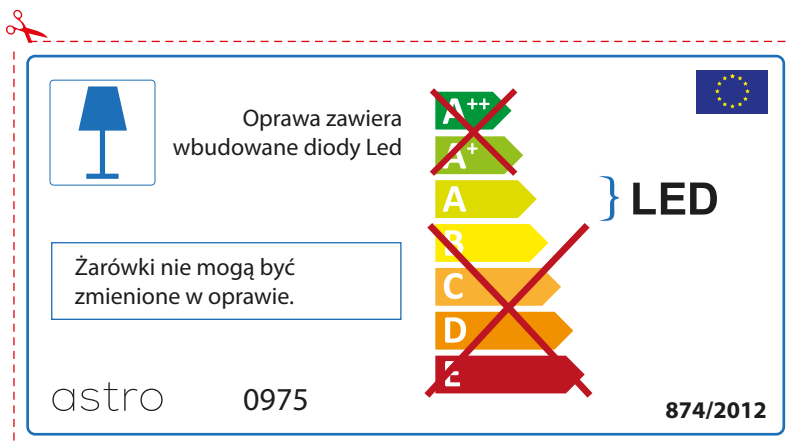 Oprawa zawiera
wbudowane diody Led
A++
A+
A
B
C
D
E
LED
Żarówki nie mogą być
zmienione w oprawie.
astro
0975
874/2012